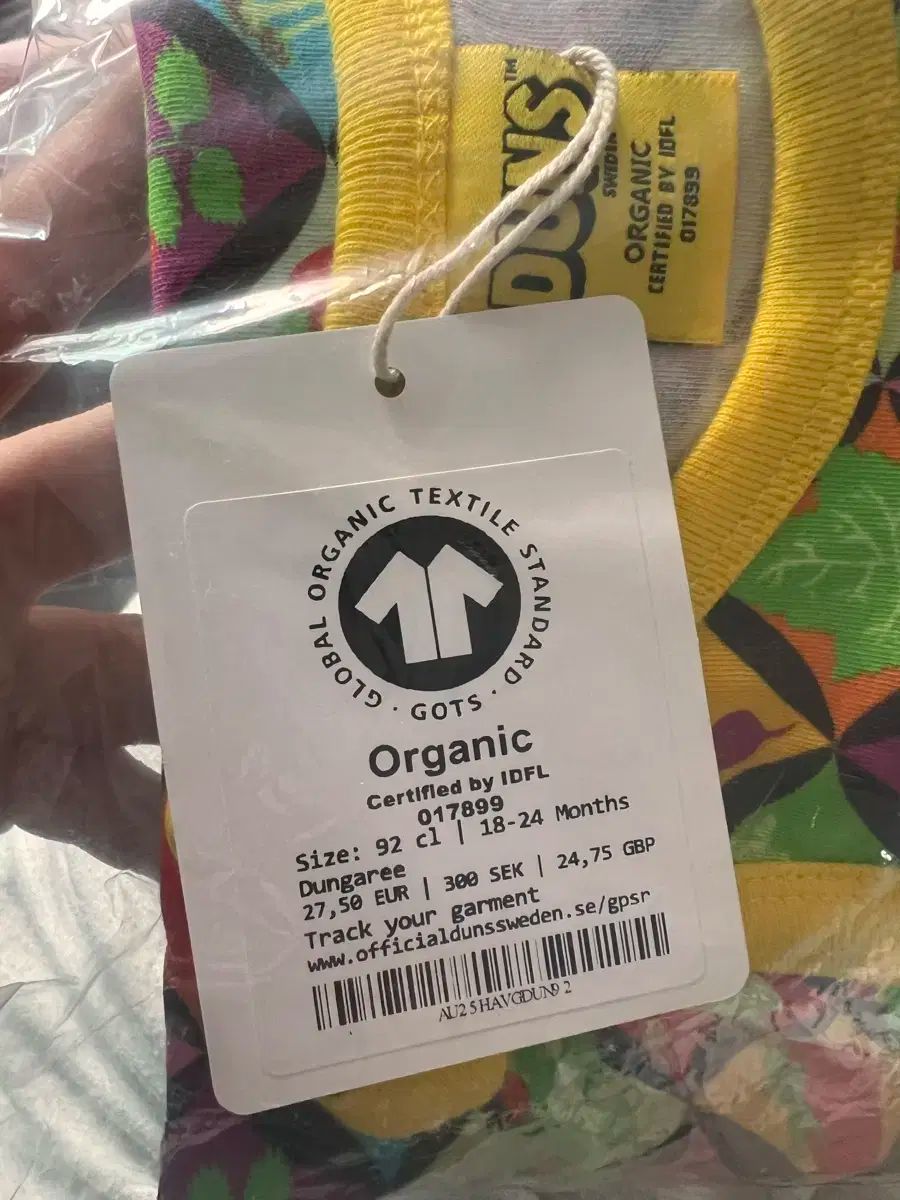 DUNS™
SWEDEN
ORGANIC
CERTIFIED BY IDFL
017899
GLOBAL ORGANIC TEXTILE STANDARD · GOTS ·
Organic
Certified by IDFL
017899
Size: 92 cl | 18-24 Months
Dungaree
27,50 EUR | 300 SEK | 24,75 GBP
Track your garment
www.officialdunssweden.se/gpsr
AU25HAVGDUN92